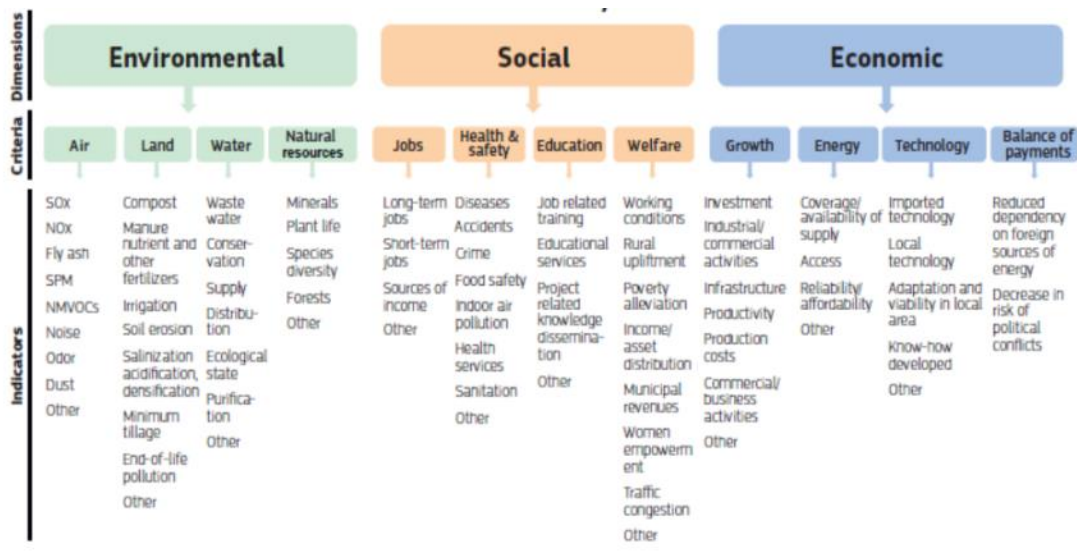 Dimensions
Environmental
Social
Economic
Criteria
Air
Land
Water
Natural
resources
Jobs
Health &
safety
Education
Welfare
Growth
Energy
Technology
Balance of
payments
Indicators
SOx
NOx
Fly ash
SPM
NMVOCs
Noise
Odor
Dust
Other
Compost
Manure
nutrient and
other
fertilizers
Irrigation
Soil erosion
Salinization
acidification,
densification
Minimum
tillage
End-of-life
pollution
Other
Waste
water
Conser-
vation
Supply
Distribu-
tion
Ecological
state
Purifica-
tion
Other
Minerals
Plant life
Species
diversity
Forests
Other
Long-term
jobs
Short-term
jobs
Sources of
income
Other
Diseases
Accidents
Crime
Food safety
Indoor air
pollution
Health
services
Sanitation
Other
Job related
training
Educational
services
Project
related
knowledge
dissemina-
tion
Other
Working
conditions
Rural
upliftment
Poverty
alleviation
Income/
asset
distribution
Municipal
revenues
Women
empowerm
ent
Traffic
congestion
Other
Investment
Industrial/
commercial
activities
Infrastructure
Productivity
Production
costs
Commercial/
business
activities
Other
Coverage/
availability of
supply
Access
Reliability/
affordability
Other
Imported
technology
Local
technology
Adaptation and
viability in local
area
Know-how
developed
Other
Reduced
dependency
on foreign
sources of
energy
Decrease in
risk of
political
conflicts